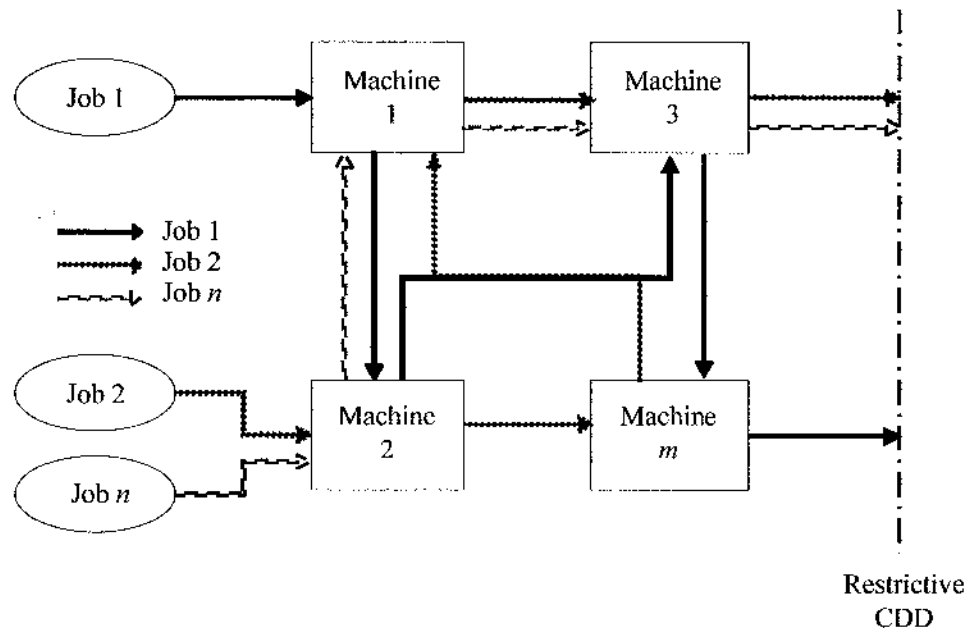 Job 1
Machine
1
Machine
3
Job 1
Job 2
Job n
Job 2
Job n
Machine
2
Machine
m
Restrictive
CDD